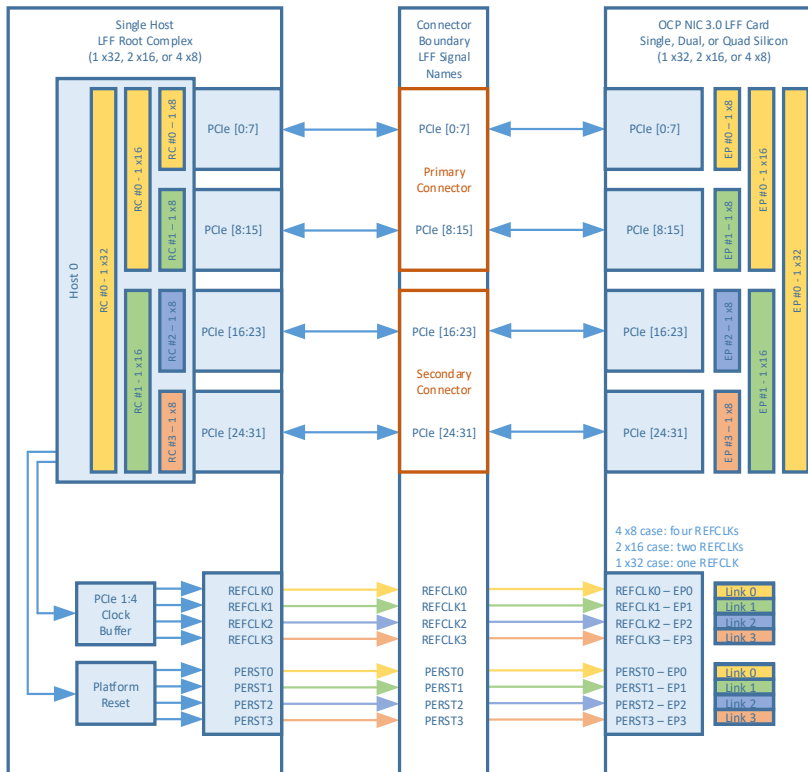 Single Host
LFF Root Complex
(1 x32, 2 x16, or 4 x8)
Connector
Boundary
LFF Signal
Names
OCP NIC 3.0 LFF Card
Single, Dual, or Quad Silicon
(1 x32, 2 x16, or 4 x8)
Host 0
RC #0 - 1 x32
RC #0 - 1 x16
RC #1 - 1 x16
RC #0 – 1 x8
RC #1 – 1 x8
RC #2 – 1 x8
RC #3 – 1 x8
PCIe [0:7]
PCIe [8:15]
PCIe [16:23]
PCIe [24:31]
PCIe [0:7]
Primary
Connector
PCIe [8:15]
PCIe [16:23]
Secondary
Connector
PCIe [24:31]
PCIe [0:7]
PCIe [8:15]
PCIe [16:23]
PCIe [24:31]
EP #0 – 1 x8
EP #1 – 1 x8
EP #2 – 1 x8
EP #3 – 1 x8
EP #0 - 1 x16
EP #1 - 1 x16
EP #0 - 1 x32
4 x8 case: four REFCLKs
2 x16 case: two REFCLKs
1 x32 case: one REFCLK
PCIe 1:4
Clock
Buffer
REFCLK0
REFCLK1
REFCLK2
REFCLK3
REFCLK0
REFCLK1
REFCLK2
REFCLK3
REFCLK0 – EP0
REFCLK1 – EP1
REFCLK2 – EP2
REFCLK3 – EP3
Link 0
Link 1
Link 2
Link 3
Platform
Reset
PERST0
PERST1
PERST2
PERST3
PERST0
PERST1
PERST2
PERST3
PERST0 – EP0
PERST1 – EP1
PERST2 – EP2
PERST3 – EP3
Link 0
Link 1
Link 2
Link 3